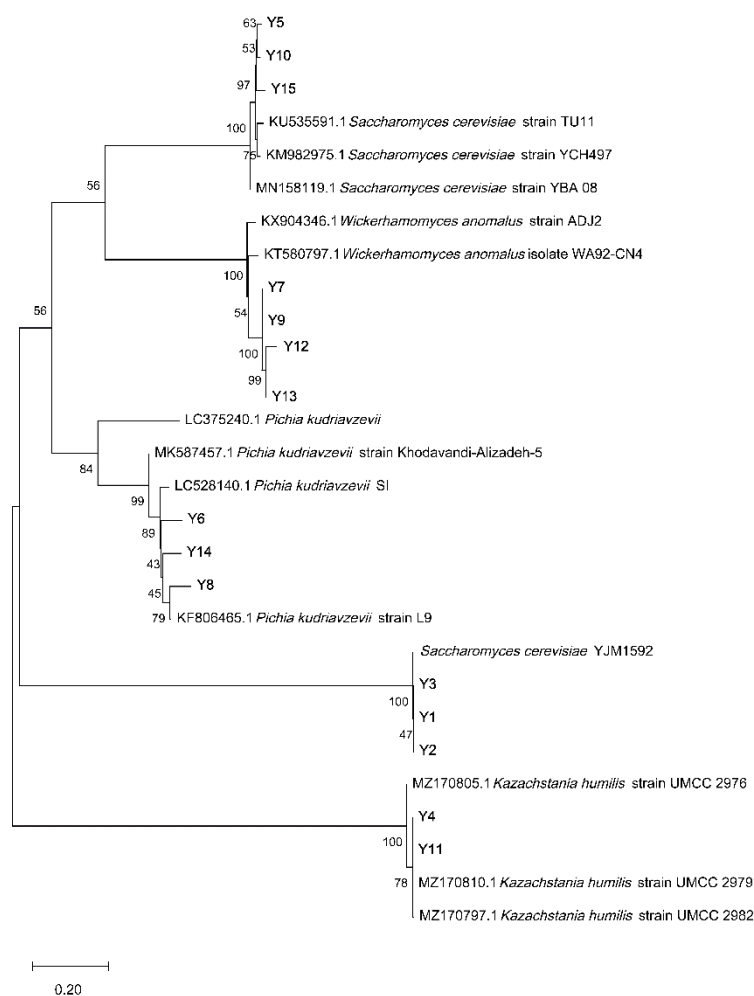 63
Y5
53
Y10
97
Y15
100
KU535591.1 Saccharomyces cerevisiae strain TU11
75
KM982975.1 Saccharomyces cerevisiae strain YCH497
56
MN158119.1 Saccharomyces cerevisiae strain YBA 08
KX904346.1 Wickerhamomyces anomalus strain ADJ2
KT580797.1 Wickerhamomyces anomalus isolate WA92-CN4
100
Y7
56
54
Y9
Y12
100
99
Y13
LC375240.1 Pichia kudriavzevii
MK587457.1 Pichia kudriavzevii strain Khodavandi-Alizadeh-5
84
LC528140.1 Pichia kudriavzevii SI
99
Y6
89
Y14
43
Y8
45
79
KF806465.1 Pichia kudriavzevii strain L9
Saccharomyces cerevisiae YJM1592
Y3
100
Y1
47
Y2
MZ170805.1 Kazachstania humilis strain UMCC 2976
Y4
100
Y11
78
MZ170810.1 Kazachstania humilis strain UMCC 2979
MZ170797.1 Kazachstania humilis strain UMCC 2982
0.20